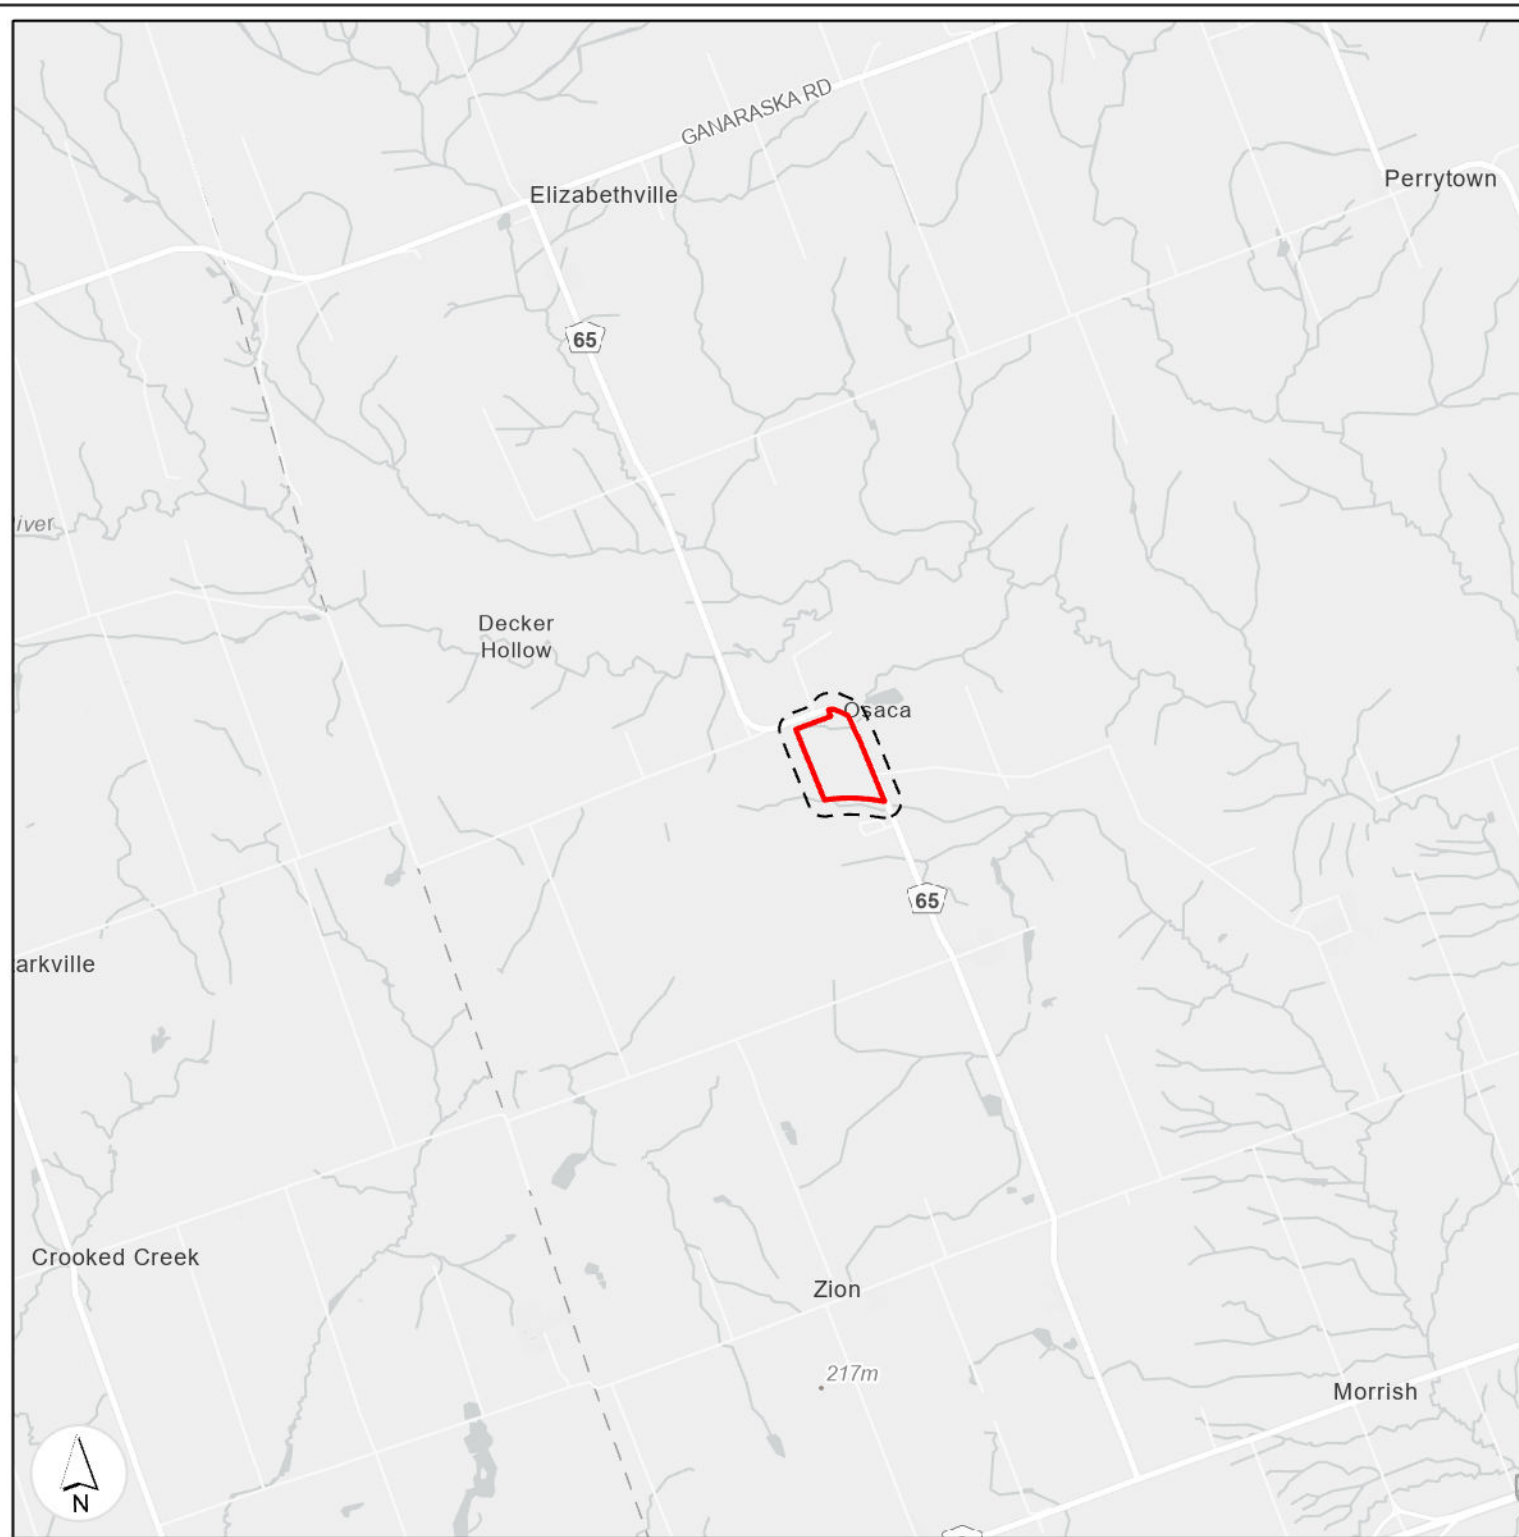 GANARASKA RD
Elizabethville
Perrytown
65
iver
Decker
Hollow
Osaca
65
arkville
Crooked Creek
Zion
217m
Morrish
N